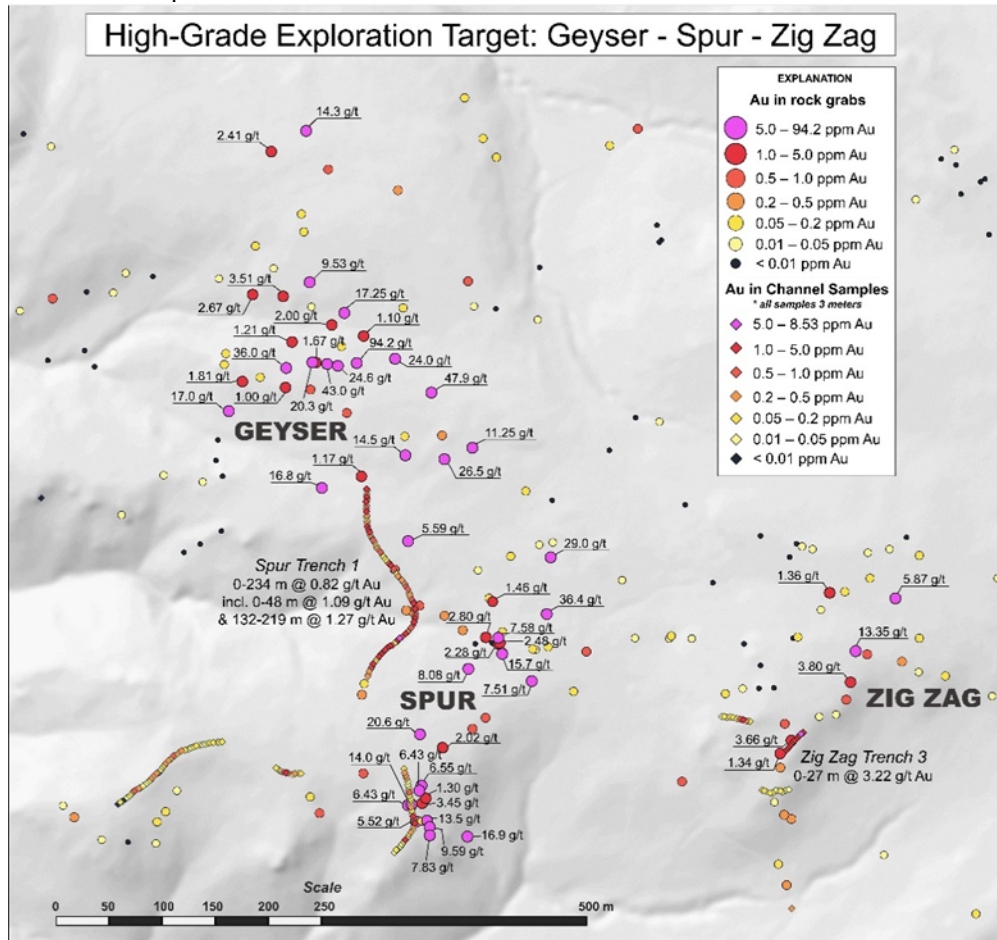 High-Grade Exploration Target: Geyser - Spur - Zig Zag
EXPLANATION
Au in rock grabs
5.0 – 94.2 ppm Au
1.0 – 5.0 ppm Au
0.5 – 1.0 ppm Au
0.2 – 0.5 ppm Au
0.05 – 0.2 ppm Au
0.01 – 0.05 ppm Au
< 0.01 ppm Au
Au in Channel Samples
* all samples 3 meters
5.0 – 8.53 ppm Au
1.0 – 5.0 ppm Au
0.5 – 1.0 ppm Au
0.2 – 0.5 ppm Au
0.05 – 0.2 ppm Au
0.01 – 0.05 ppm Au
< 0.01 ppm Au
14.3 g/t
2.41 g/t
9.53 g/t
3.51 g/t
2.67 g/t
17.25 g/t
2.00 g/t
1.10 g/t
1.21 g/t
1.67 g/t
94.2 g/t
36.0 g/t
24.0 g/t
24.6 g/t
1.81 g/t
43.0 g/t
47.9 g/t
1.00 g/t
17.0 g/t
20.3 g/t
GEYSER
14.5 g/t
11.25 g/t
26.5 g/t
1.17 g/t
16.8 g/t
5.59 g/t
29.0 g/t
Spur Trench 1
0-234 m @ 0.82 g/t Au
incl. 0-48 m @ 1.09 g/t Au
& 132-219 m @ 1.27 g/t Au
1.46 g/t
36.4 g/t
2.80 g/t
7.58 g/t
2.48 g/t
2.28 g/t
15.7 g/t
8.08 g/t
7.51 g/t
SPUR
1.36 g/t
5.87 g/t
13.35 g/t
3.80 g/t
ZIG ZAG
3.66 g/t
1.34 g/t
Zig Zag Trench 3
0-27 m @ 3.22 g/t Au
20.6 g/t
2.02 g/t
6.43 g/t
14.0 g/t
6.55 g/t
1.30 g/t
6.43 g/t
3.45 g/t
5.52 g/t
13.5 g/t
16.9 g/t
9.59 g/t
7.83 g/t
Scale
0 50 100 150 200 250 500 m